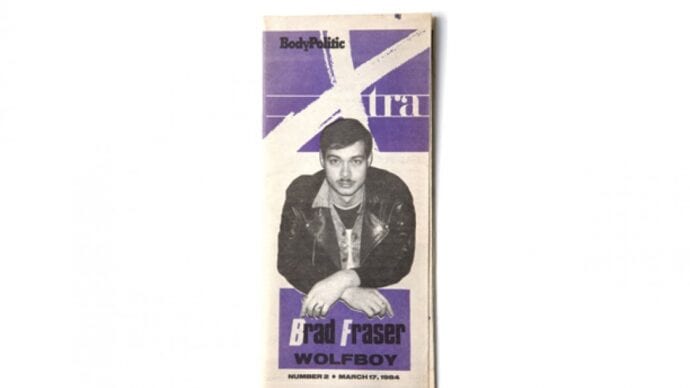 BodyPolitic
Xtra
Brad Fraser
WOLFBOY
NUMBER 2 • MARCH 17, 1984